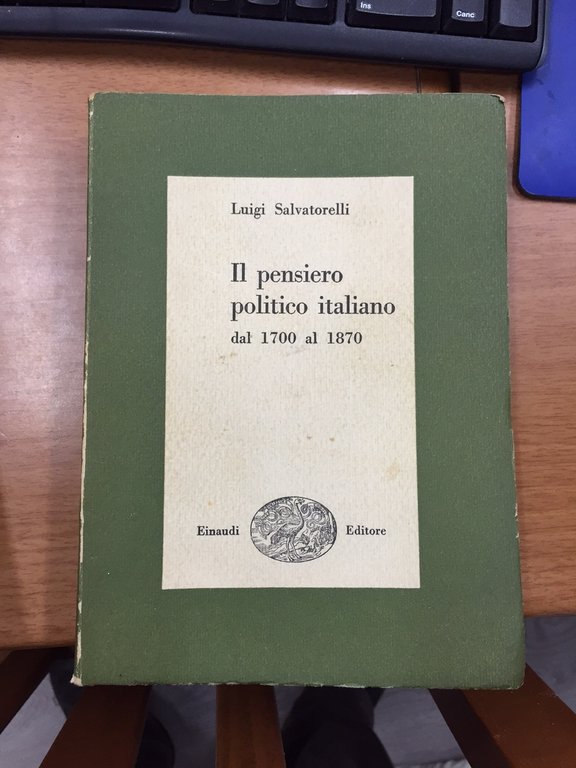 Ins
Canc
Luigi Salvatorelli
Il pensiero
politico italiano
dal 1700 al 1870
Einaudi Editore